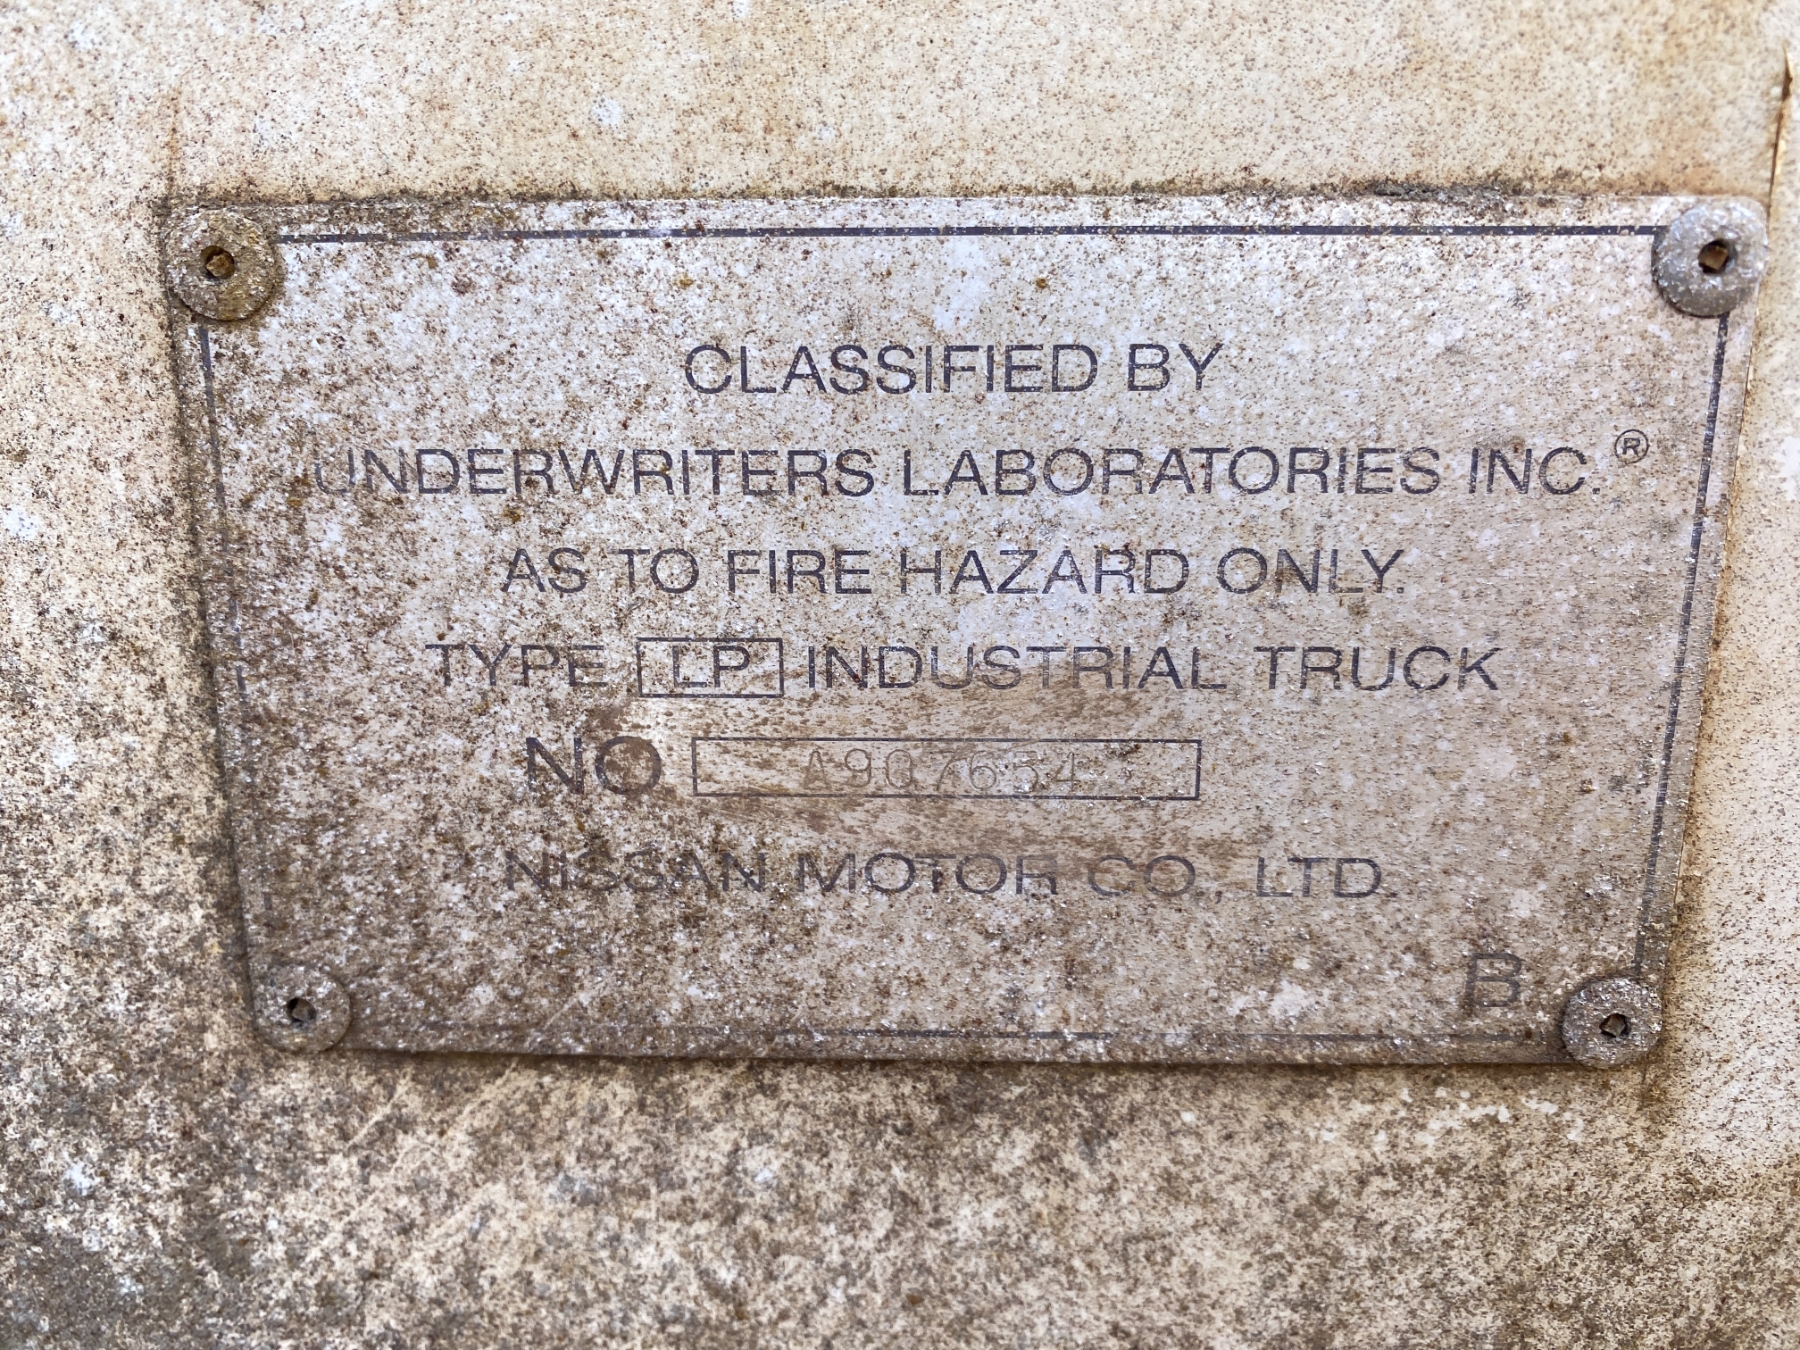 CLASSIFIED BY
UNDERWRITERS LABORATORIES INC.®
AS TO FIRE HAZARD ONLY.
TYPE LP INDUSTRIAL TRUCK
NO A907654
NISSAN MOTOR CO., LTD.
B